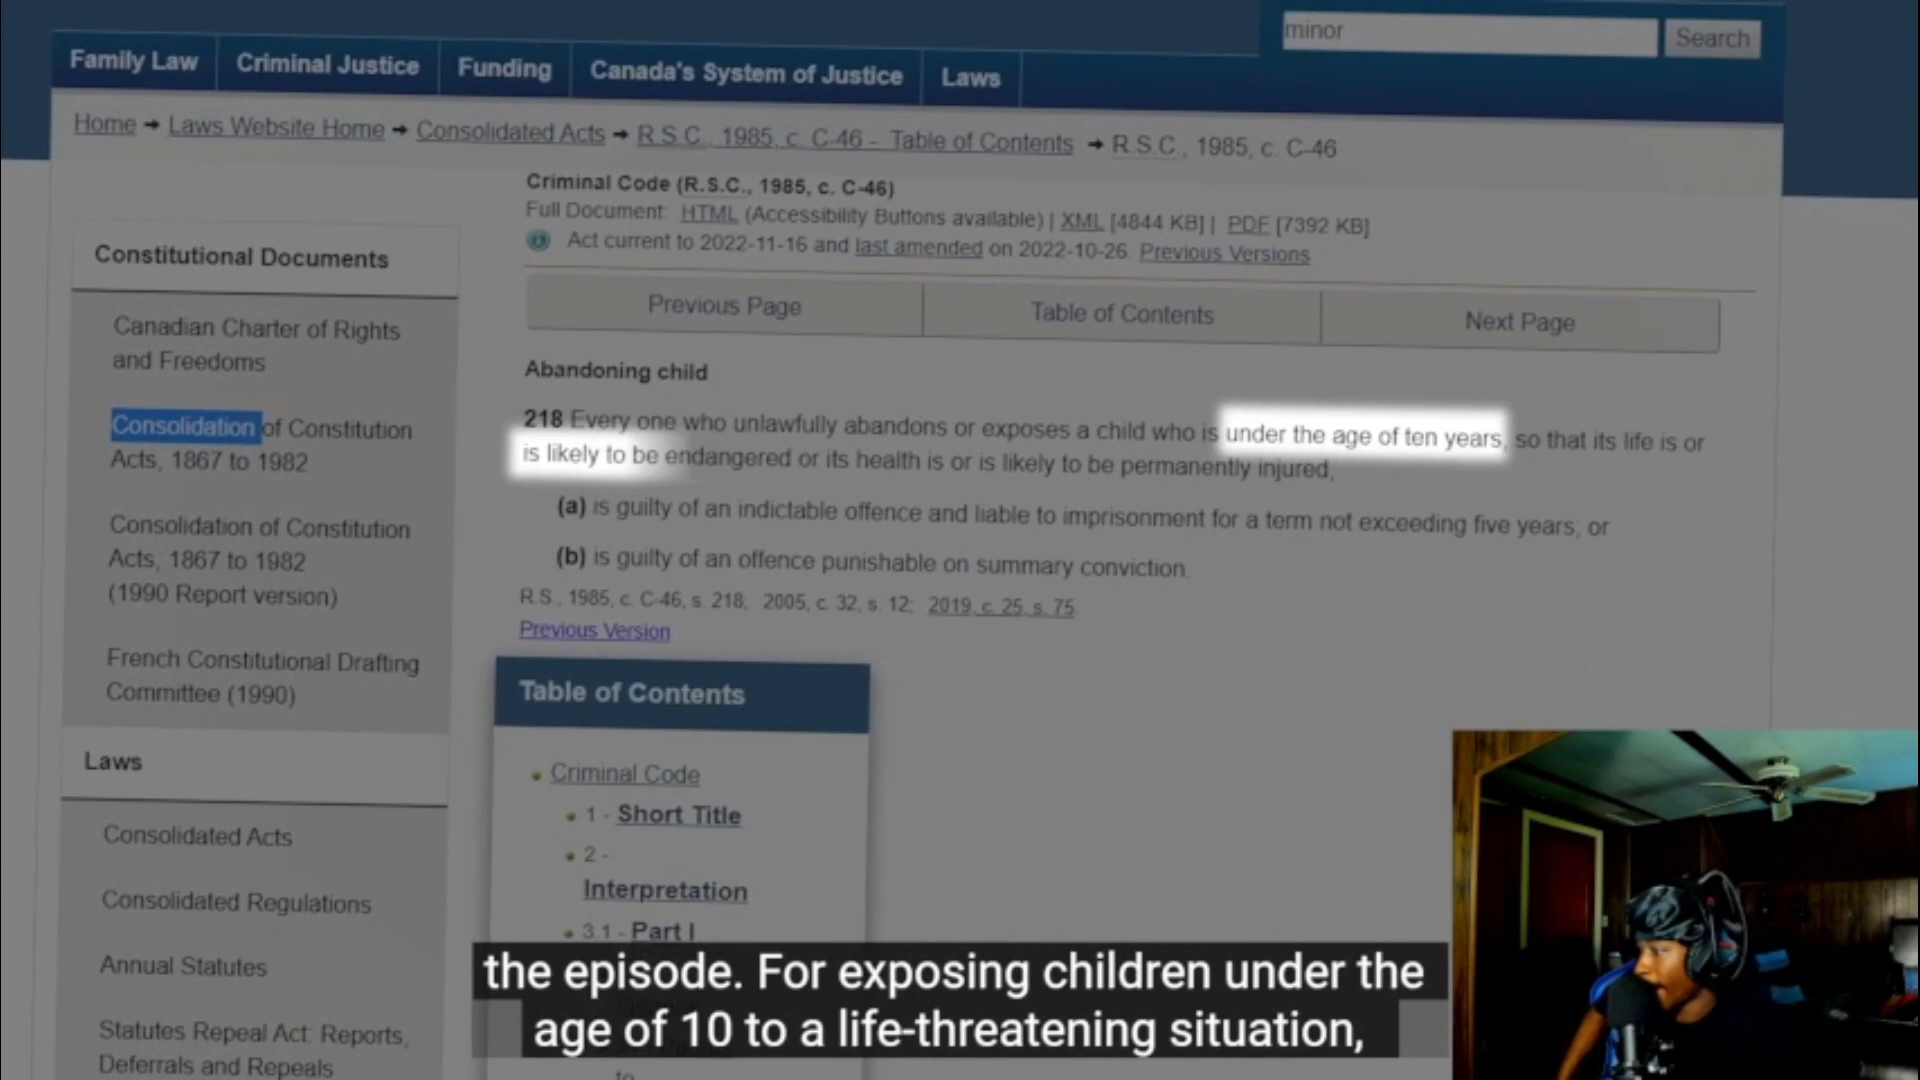 minor
Search
Family Law
Criminal Justice
Funding
Canada's System of Justice
Laws
Home → Laws Website Home → Consolidated Acts → R.S.C., 1985, c. C-46 - Table of Contents → R.S.C., 1985, c. C-46
Criminal Code (R.S.C., 1985, c. C-46)
Full Document: HTML (Accessibility Buttons available) | XML [4844 KB] | PDF [7392 KB]
Act current to 2022-11-16 and last amended on 2022-10-26. Previous Versions
Previous Page
Table of Contents
Next Page
Constitutional Documents
Canadian Charter of Rights
and Freedoms
Consolidation of Constitution
Acts, 1867 to 1982
Consolidation of Constitution
Acts, 1867 to 1982
(1990 Report version)
French Constitutional Drafting
Committee (1990)
Laws
Consolidated Acts
Consolidated Regulations
Annual Statutes
Statutes Repeal Act: Reports,
Deferrals and Repeals
Abandoning child
218 Every one who unlawfully abandons or exposes a child who is under the age of ten years, so that its life is or
is likely to be endangered or its health is or is likely to be permanently injured,
(a) is guilty of an indictable offence and liable to imprisonment for a term not exceeding five years; or
(b) is guilty of an offence punishable on summary conviction.
R.S., 1985, c. C-46, s. 218; 2005, c. 32, s. 12; 2019, c. 25, s. 75
Previous Version
Table of Contents
Criminal Code
1 - Short Title
2 -
Interpretation
3.1 - Part I
the episode. For exposing children under the
age of 10 to a life-threatening situation,
to